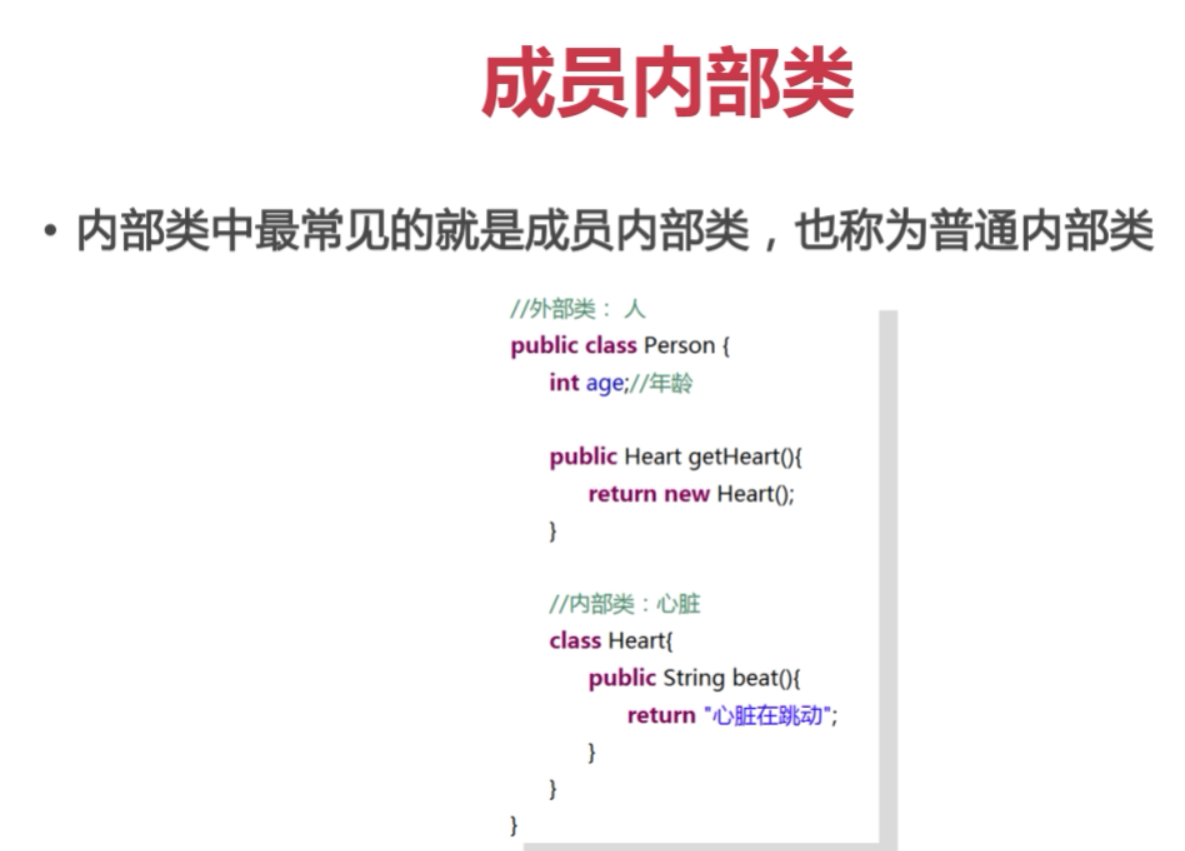 成员内部类
• 内部类中最常见的就是成员内部类，也称为普通内部类
//外部类： 人
public class Person {
int age;//年龄
public Heart getHeart(){
return new Heart();
}
//内部类：心脏
class Heart{
public String beat(){
return "心脏在跳动";
}
}
}